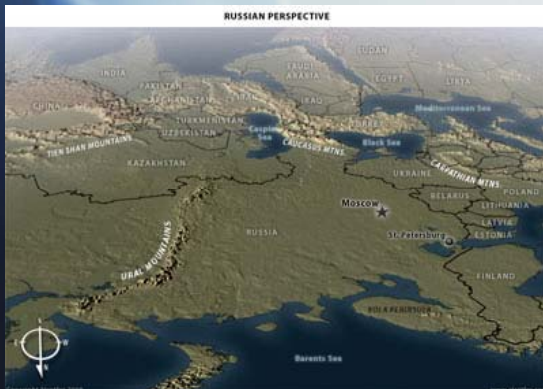 RUSSIAN PERSPECTIVE
SUDAN
INDIA
SAUDI
ARABIA
EGYPT
LIBYA
PAKISTAN
AFGHANISTAN
IRAN
IRAQ
CHINA
Mediterranean Sea
TURKMENISTAN
UZBEKISTAN
Caspian
Sea
TURKEY
Black Sea
TIEN SHAN MOUNTAINS
CAUCASUS MTNS.
KAZAKHSTAN
UKRAINE
CARPATHIAN MTNS.
POLAND
BELARUS
LITHUANIA
Moscow
LATVIA
St. Petersburg
ESTONIA
RUSSIA
URAL MOUNTAINS
FINLAND
KOLA PENINSULA
S
E
W
N
Barents Sea